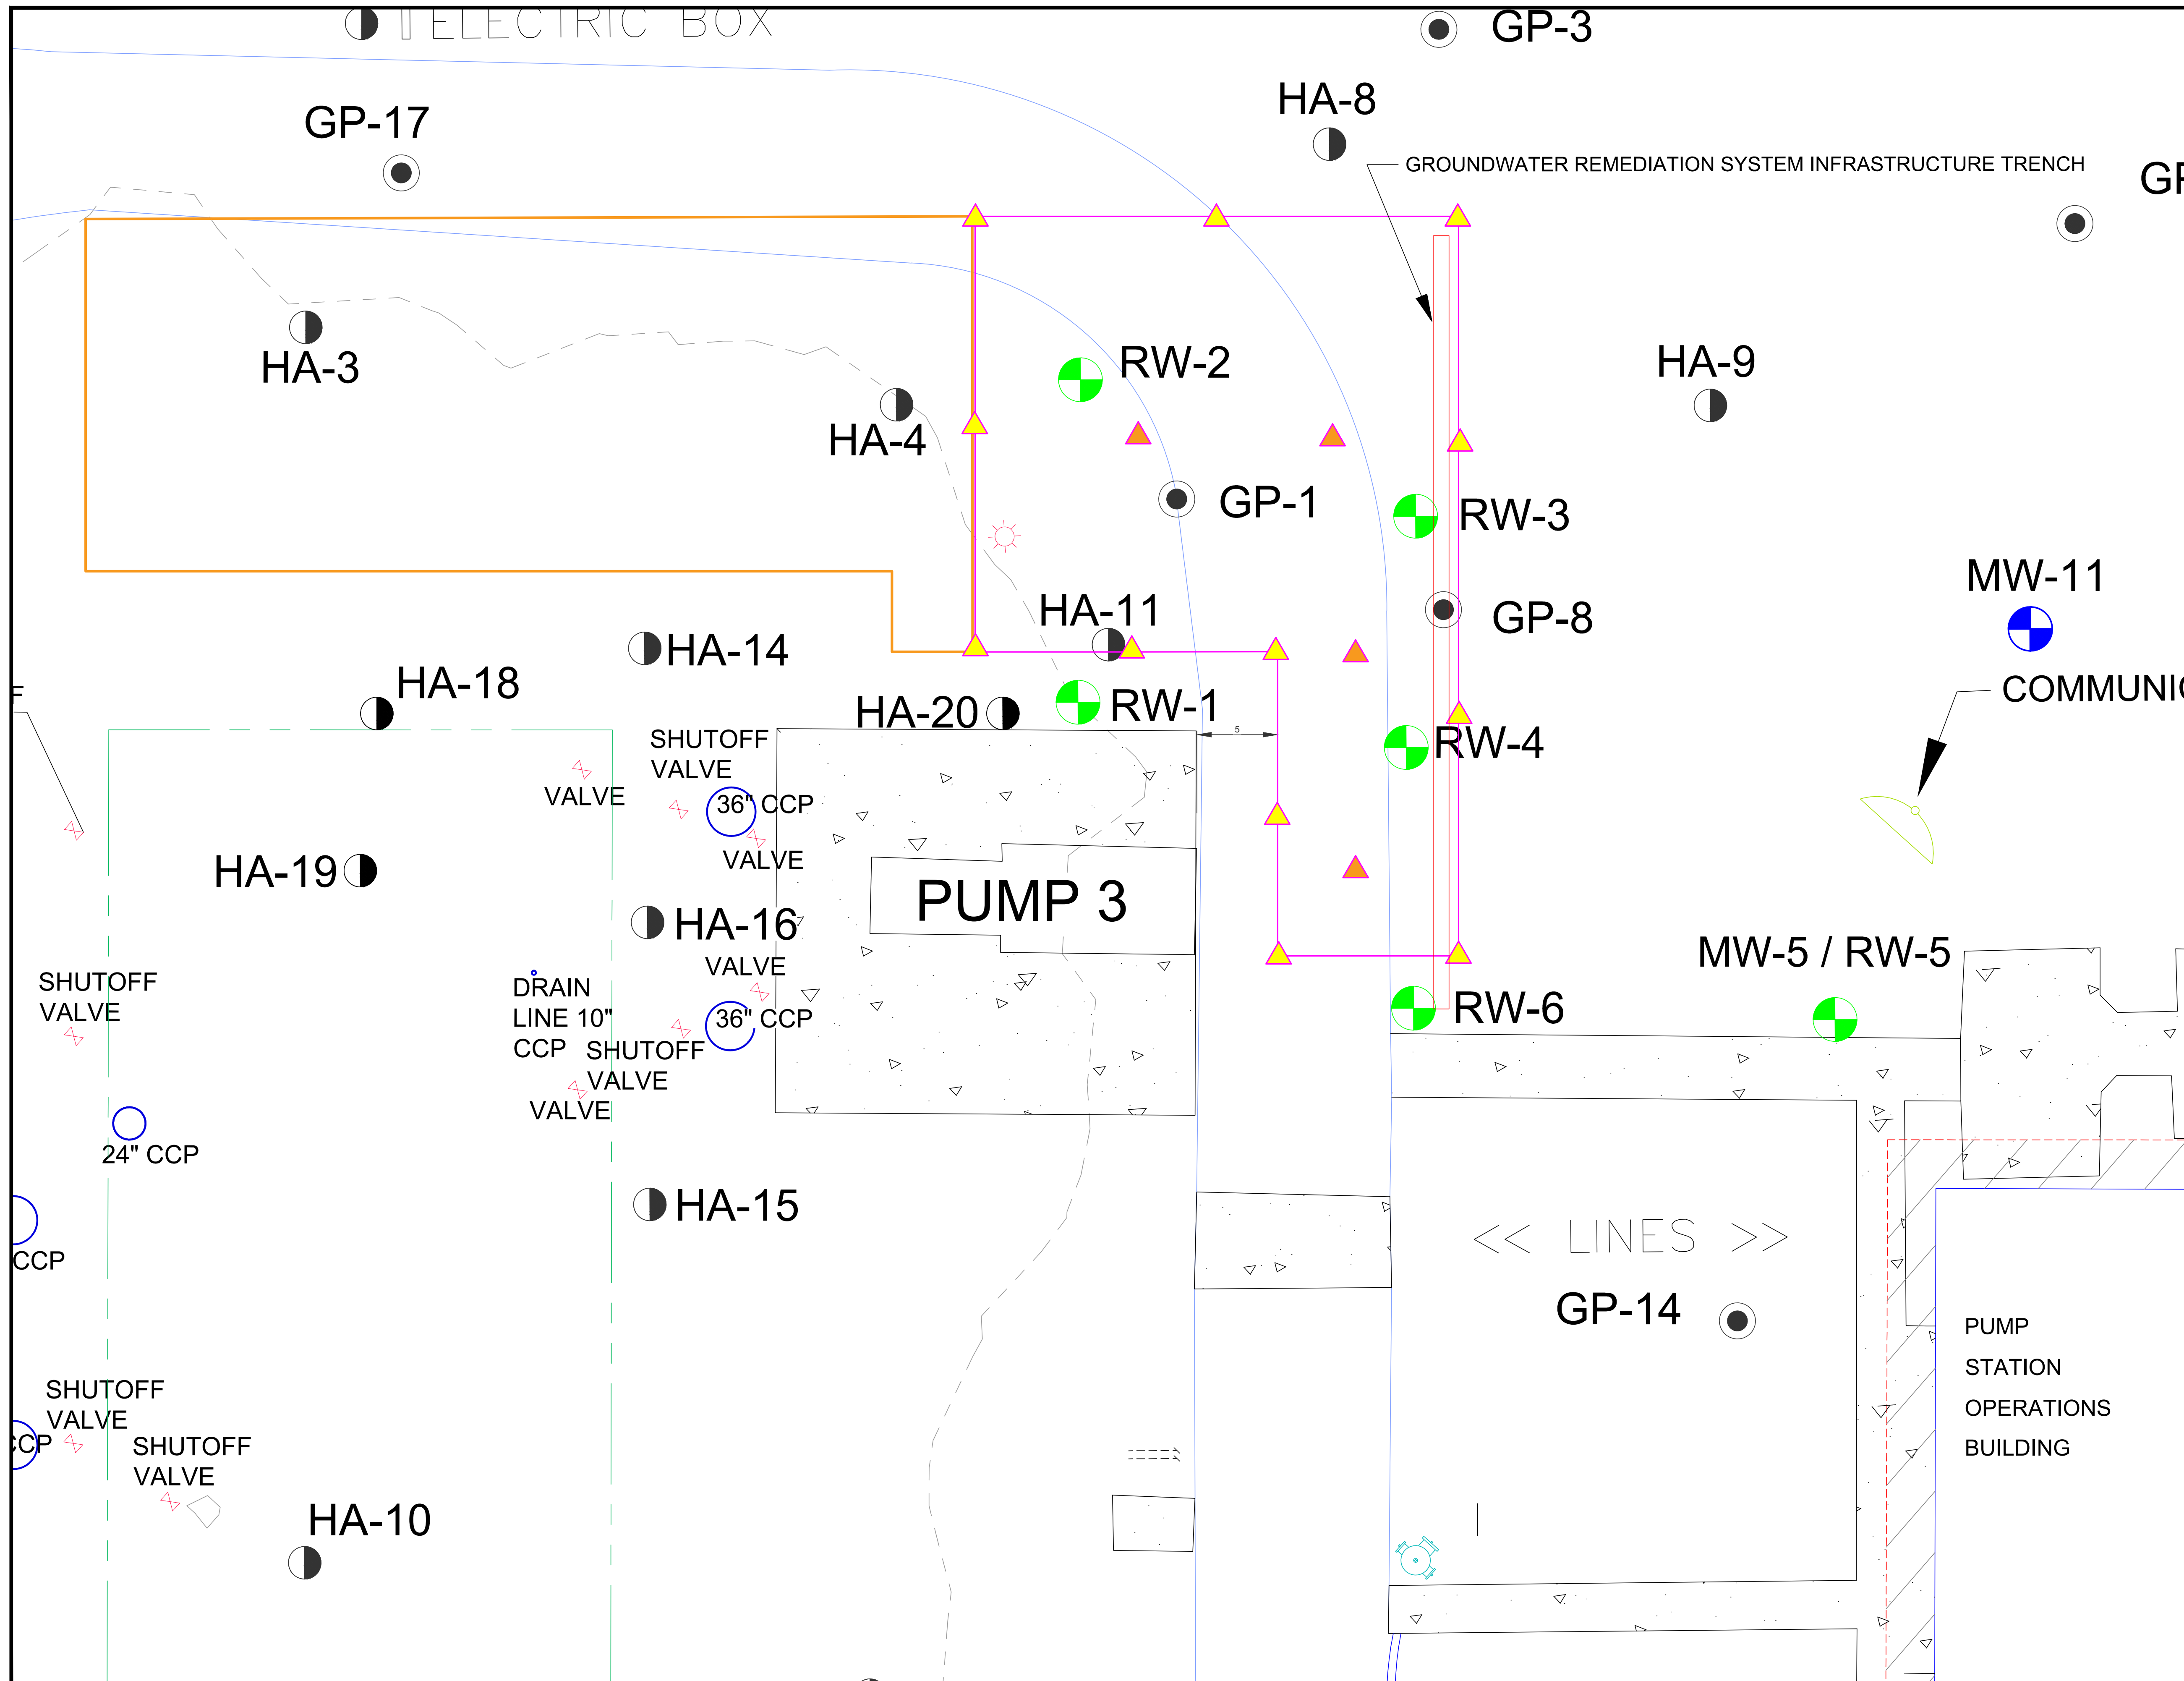 ELECTRIC BOX
GP-3
HA-8
GP-17
GROUNDWATER REMEDIATION SYSTEM INFRASTRUCTURE TRENCH
HA-3
RW-2
HA-9
HA-4
GP-1
RW-3
MW-11
HA-11
GP-8
HA-14
HA-18
HA-20
RW-1
5
RW-4
SHUTOFF
VALVE
VALVE
36" CCP
VALVE
HA-19
PUMP 3
HA-16
VALVE
MW-5 / RW-5
SHUTOFF
VALVE
DRAIN
LINE 10"
CCP
36" CCP
SHUTOFF
VALVE
VALVE
RW-6
24" CCP
HA-15
CCP
<< LINES >>
GP-14
PUMP
STATION
OPERATIONS
BUILDING
SHUTOFF
VALVE
CCP
SHUTOFF
VALVE
HA-10